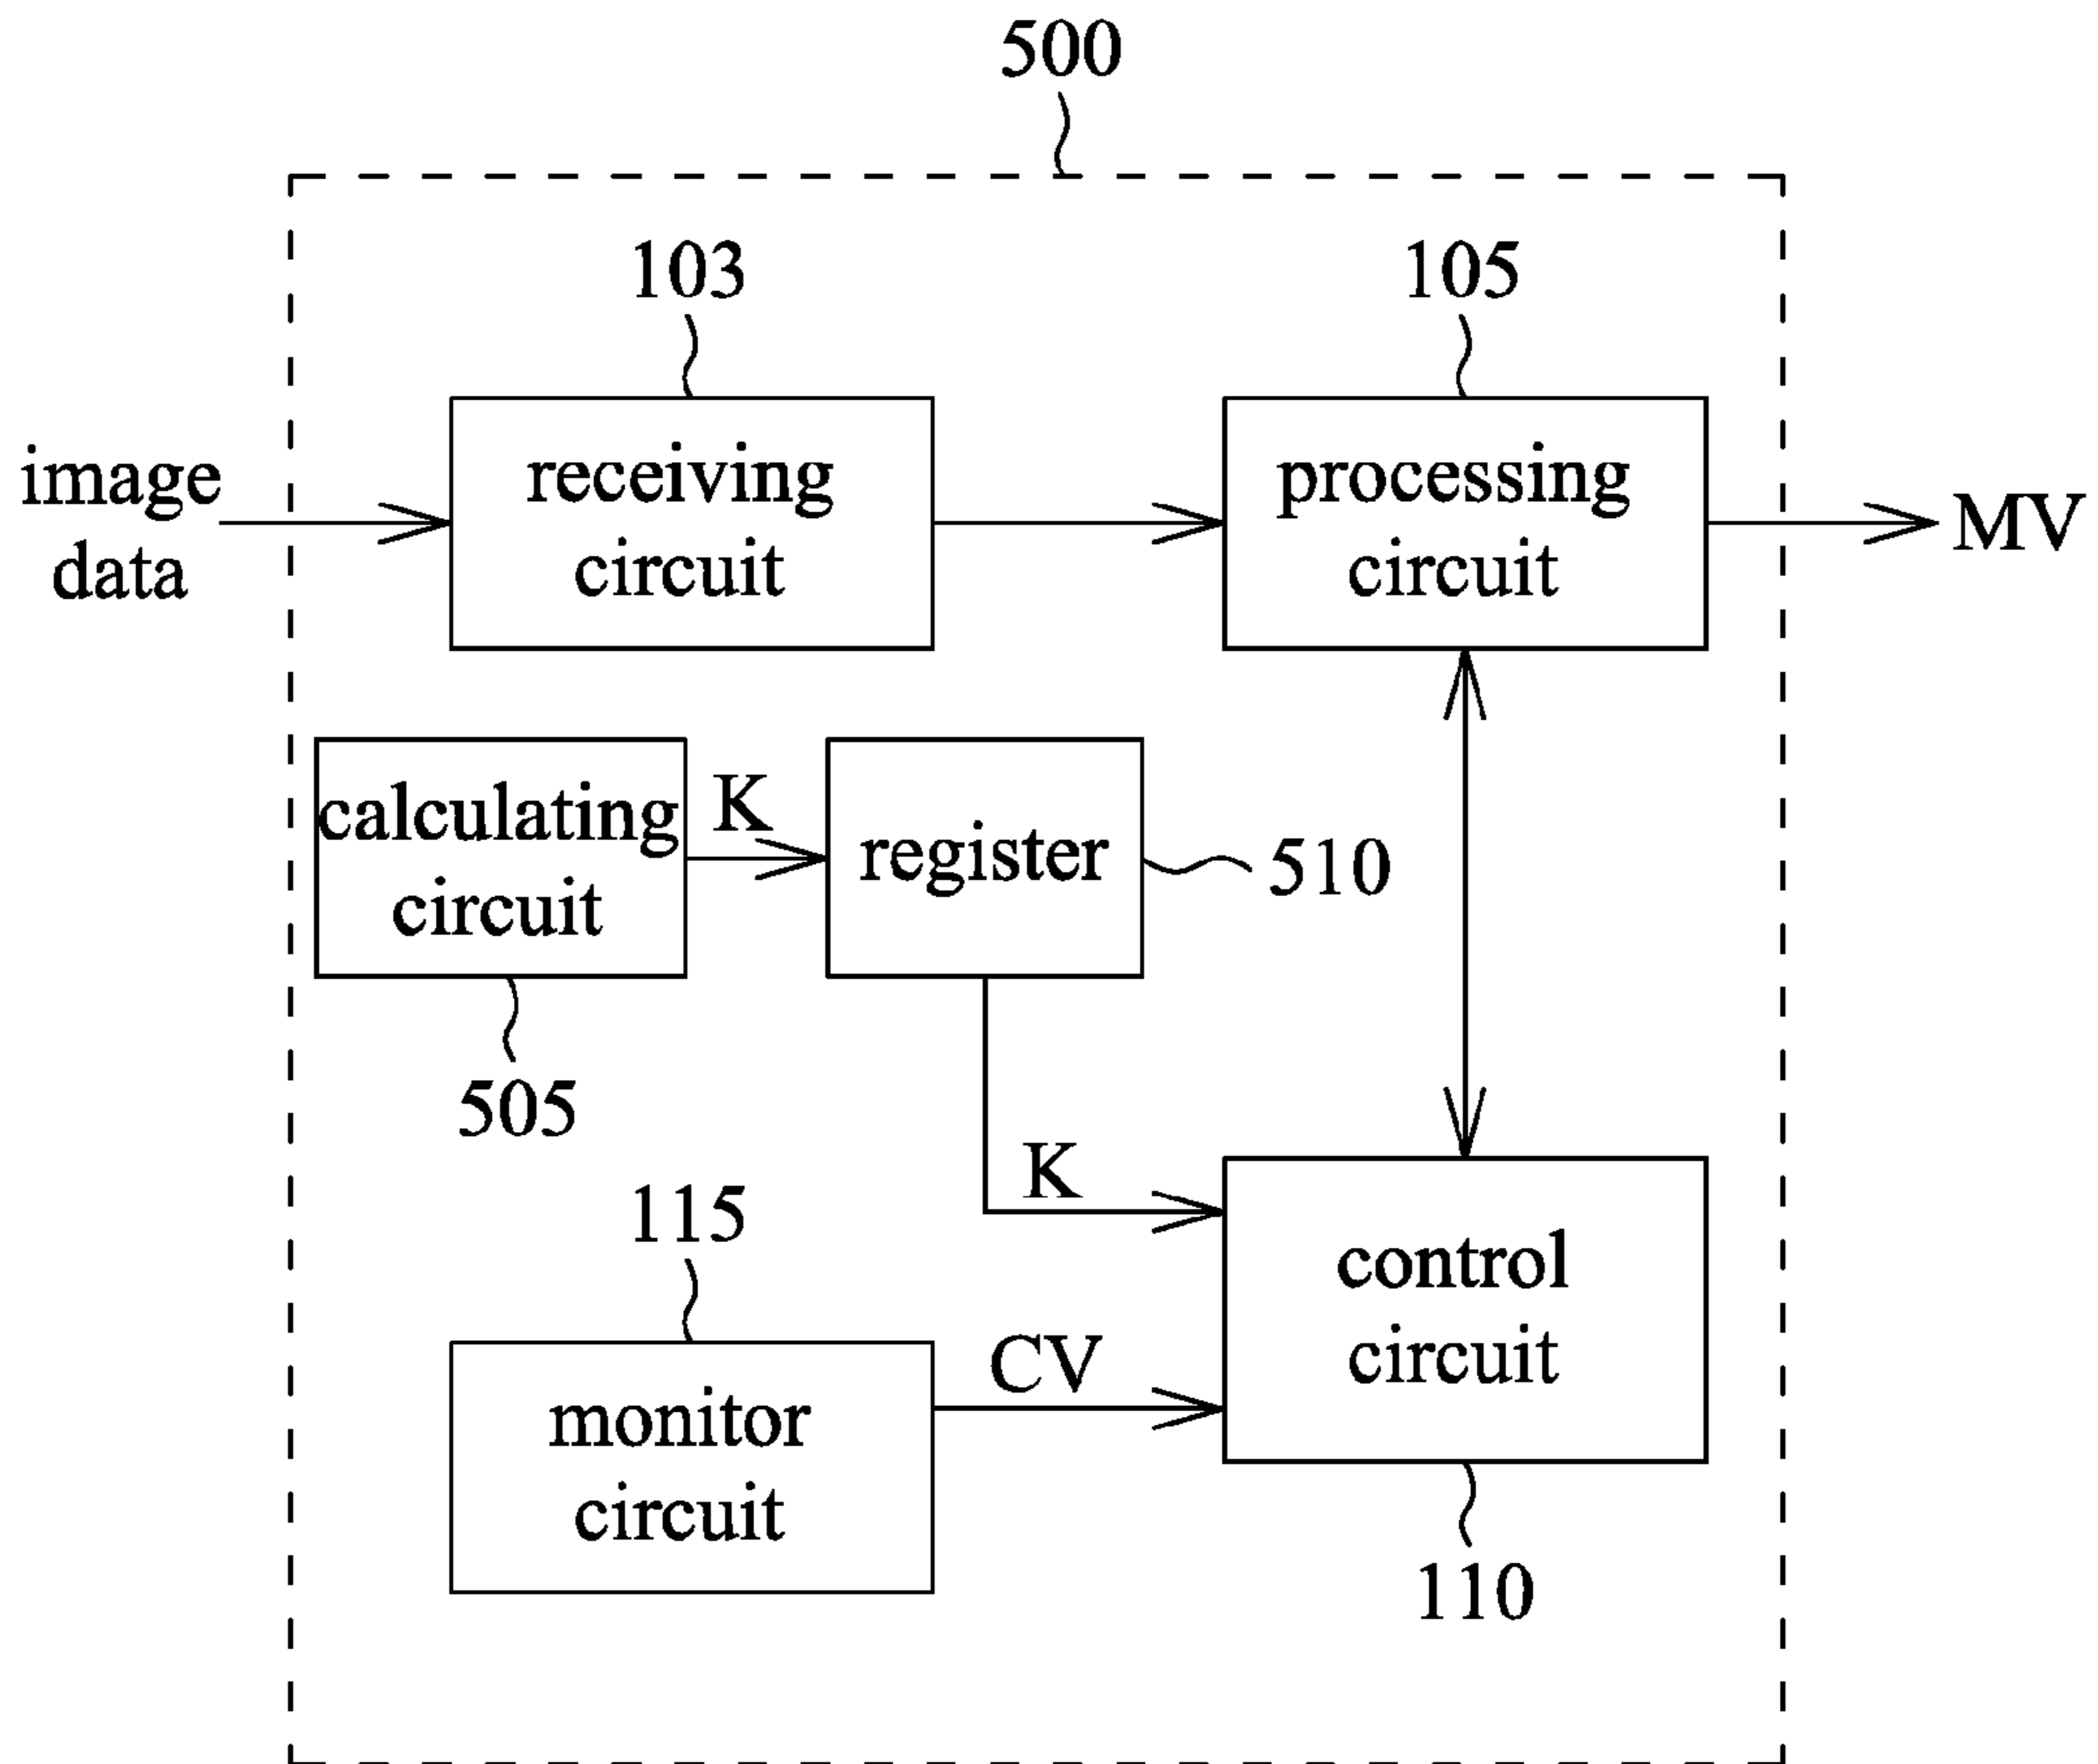 500
103
105
image
data
receiving
circuit
processing
circuit
MV
calculating
circuit
K
register
510
505
K
115
CV
control
circuit
monitor
circuit
110